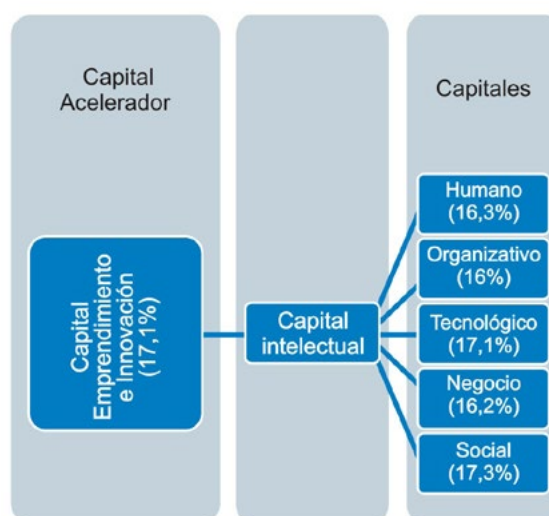 Capital
Acelerador
Capital
Emprendimiento
e Innovación
(17,1%)
Capital
intelectual
Capitales
Humano
(16,3%)
Organizativo
(16%)
Tecnológico
(17,1%)
Negocio
(16,2%)
Social
(17,3%)